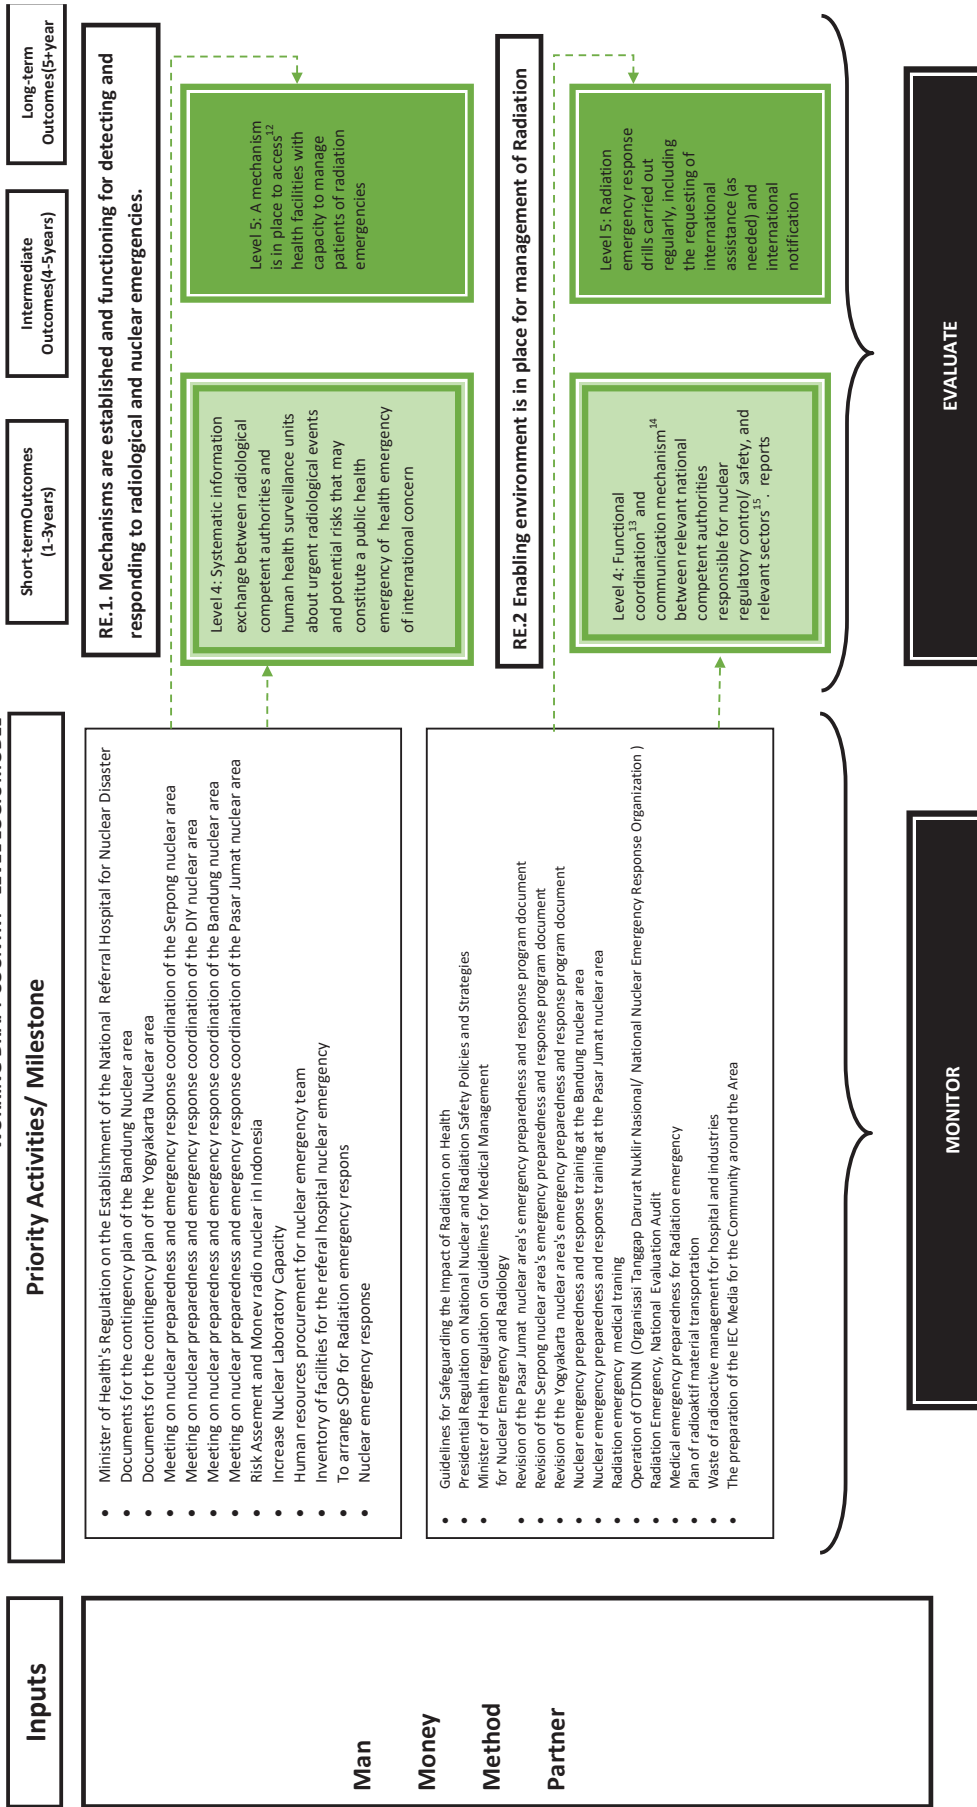 Inputs
Priority Activities/ Milestone
Short-termOutcomes
(1-3years)
Intermediate
Outcomes(4-5years)
Long-term
Outcomes(5+year
Man
Money
Method
Partner
• Minister of Health's Regulation on the Establishment of the National Referral Hospital for Nuclear Disaster
• Documents for the contingency plan of the Bandung Nuclear area
• Documents for the contingency plan of the Yogyakarta Nuclear area
• Meeting on nuclear preparedness and emergency response coordination of the Serpong nuclear area
• Meeting on nuclear preparedness and emergency response coordination of the DIY nuclear area
• Meeting on nuclear preparedness and emergency response coordination of the Bandung nuclear area
• Meeting on nuclear preparedness and emergency response coordination of the Pasar Jumat nuclear area
• Risk Assement and Monev radio nuclear in Indonesia
• Increase Nuclear Laboratory Capacity
• Human resources procurement for nuclear emergency team
• Inventory of facilities for the referal hospital nuclear emergency
• To arrange SOP for Radiation emergency respons
• Nuclear emergency response
RE.1. Mechanisms are established and functioning for detecting and
responding to radiological and nuclear emergencies.
Level 4: Systematic information
exchange between radiological
competent authorities and
human health surveillance units
about urgent radiological events
and potential risks that may
constitute a public health
emergency of health emergency
of international concern
Level 5: A mechanism
is in place to access12
health facilities with
capacity to manage
patients of radiation
emergencies
• Guidelines for Safeguarding the Impact of Radiation on Health
• Presidential Regulation on National Nuclear and Radiation Safety Policies and Strategies
• Minister of Health regulation on Guidelines for Medical Management
for Nuclear Emergency and Radiology
• Revision of the Pasar Jumat nuclear area's emergency preparedness and response program document
• Revision of the Serpong nuclear area's emergency preparedness and response program document
• Revision of the Yogyakarta nuclear area's emergency preparedness and response program document
• Nuclear emergency preparedness and response training at the Bandung nuclear area
• Nuclear emergency preparedness and response training at the Pasar Jumat nuclear area
• Radiation emergency medical traning
• Operation of OTDNN (Organisasi Tanggap Darurat Nuklir Nasional/ National Nuclear Emergency Response Organization )
• Radiation Emergency, National Evaluation Audit
• Medical emergency preparedness for Radiation emergency
• Plan of radioaktif material transportation
• Waste of radioactive management for hospital and industries
• The preparation of the IEC Media for the Community around the Area
RE.2 Enabling environment is in place for management of Radiation
Level 4: Functional
coordination13 and
communication mechanism14
between relevant national
competent authorities
responsible for nuclear
regulatory control/ safety, and
relevant sectors15. reports
Level 5: Radiation
emergency response
drills carried out
regularly, including
the requesting of
international
assistance (as
needed) and
international
notification
MONITOR
EVALUATE